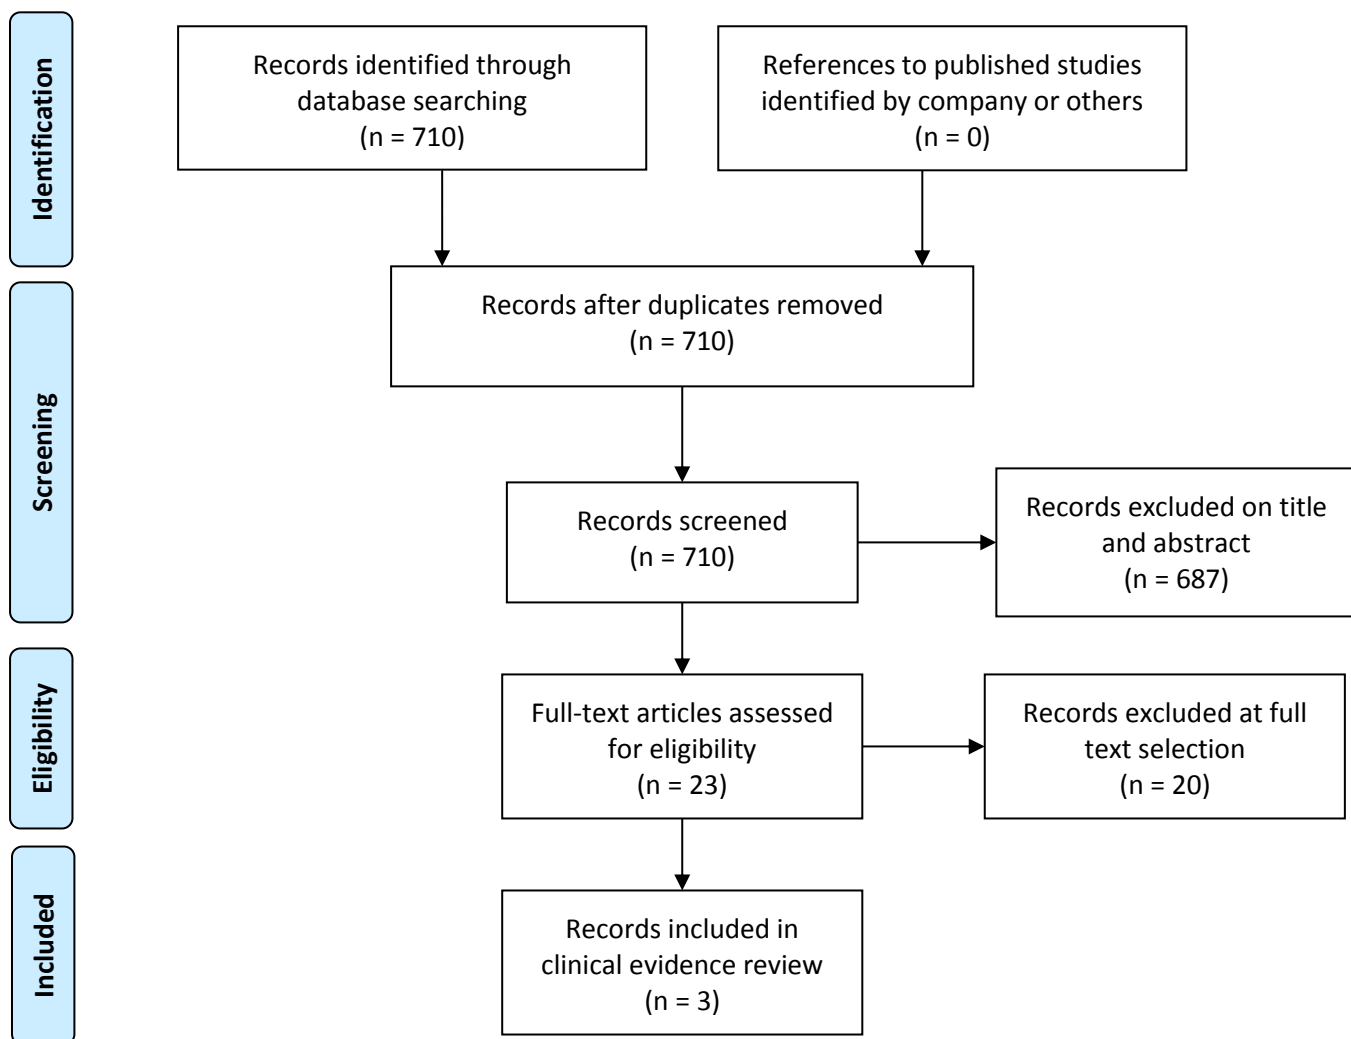 Identification
Records identified through
database searching
(n = 710)
References to published studies
identified by company or others
(n = 0)
Screening
Records after duplicates removed
(n = 710)
Records screened
(n = 710)
Records excluded on title
and abstract
(n = 687)
Eligibility
Full-text articles assessed
for eligibility
(n = 23)
Records excluded at full
text selection
(n = 20)
Included
Records included in
clinical evidence review
(n = 3)